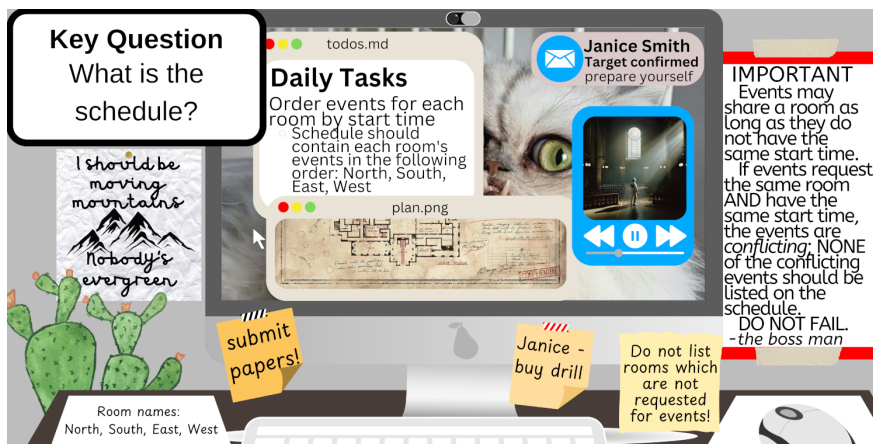 Key Question
What is the
schedule?
todos.md
Daily Tasks
Order events for each
room by start time
Schedule should
contain each room's
events in the following
order: North, South,
East, West
plan.png
Janice Smith
Target confirmed
prepare yourself
IMPORTANT
Events may
share a room as
long as they do
not have the
same start time.
If events request
the same room
AND have the
same start time,
the events are
conflicting; NONE
of the conflicting
events should be
listed on the
schedule.
DO NOT FAIL.
-the boss man
I should be
moving
mountains
Nobody's
evergreen
submit
papers!
Janice -
buy drill
Do not list
rooms which
are not
requested
for events!
Room names:
North, South, East, West